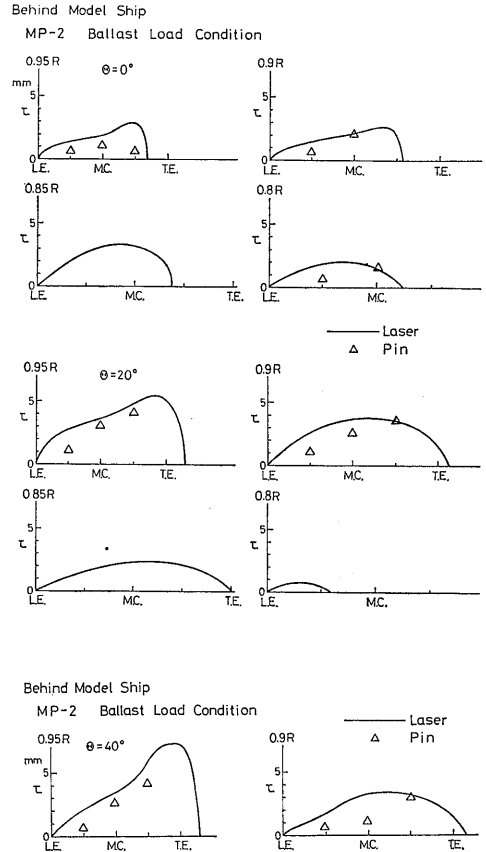 Behind Model Ship
MP-2 Ballast Load Condition
0.95R Θ=0° 0.9R
mm
5 5
τ τ
0 0
L.E. M.C. T.E. L.E. M.C. T.E.
0.85R 0.8R
5 5
τ τ
0 0
L.E. M.C. T.E. L.E. M.C.
Laser
△ Pin
0.95R Θ=20° 0.9R
5 5
τ τ
0 0
L.E. M.C. T.E. L.E. M.C. T.E.
0.85R 0.8R
5 5
τ τ
0 0
L.E. M.C. T.E. L.E. M.C.
Behind Model Ship
MP-2 Ballast Load Condition
Laser
△ Pin
0.95R Θ=40° 0.9R
mm
5 5
τ τ
0 0
L.E. M.C. T.E. L.E. M.C. T.E.